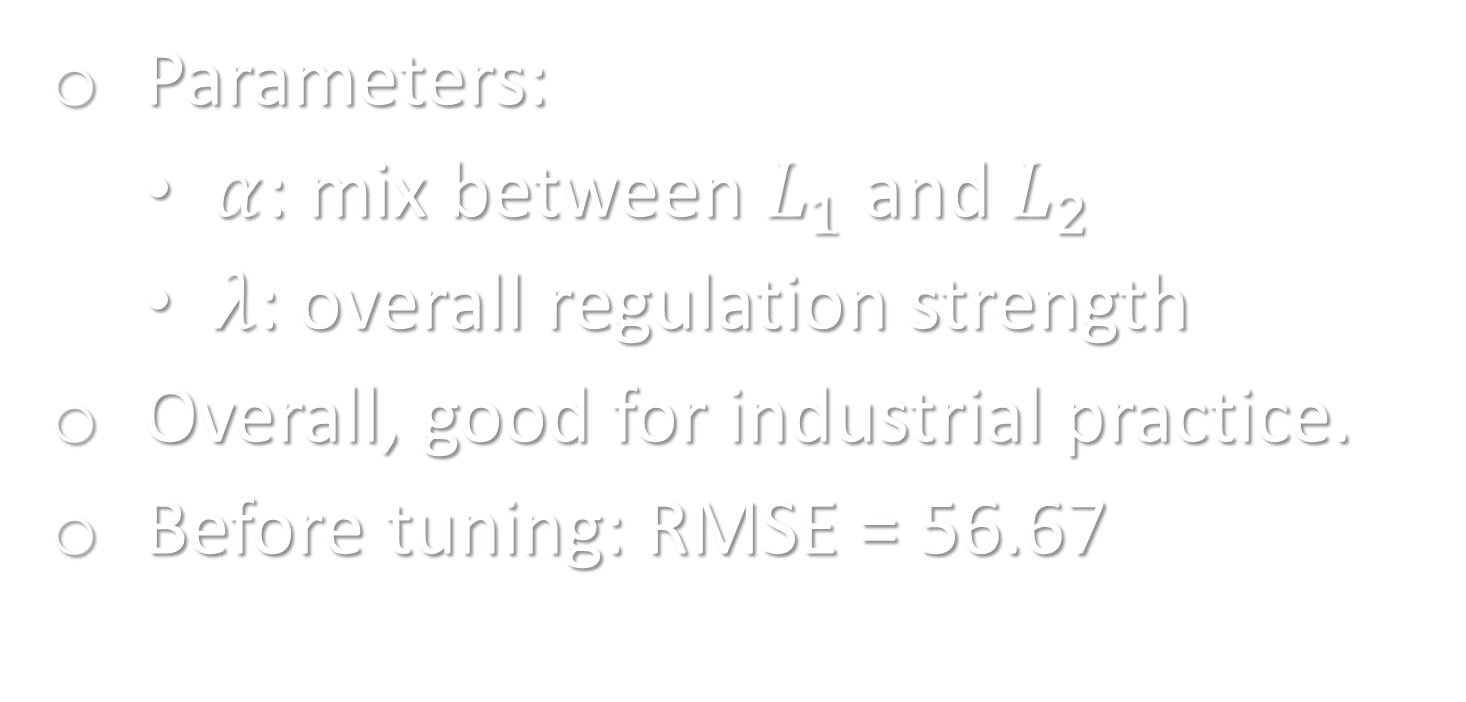 o Parameters:
• α: mix between L₁ and L₂
• λ: overall regulation strength
o Overall, good for industrial practice.
o Before tuning: RMSE = 56.67